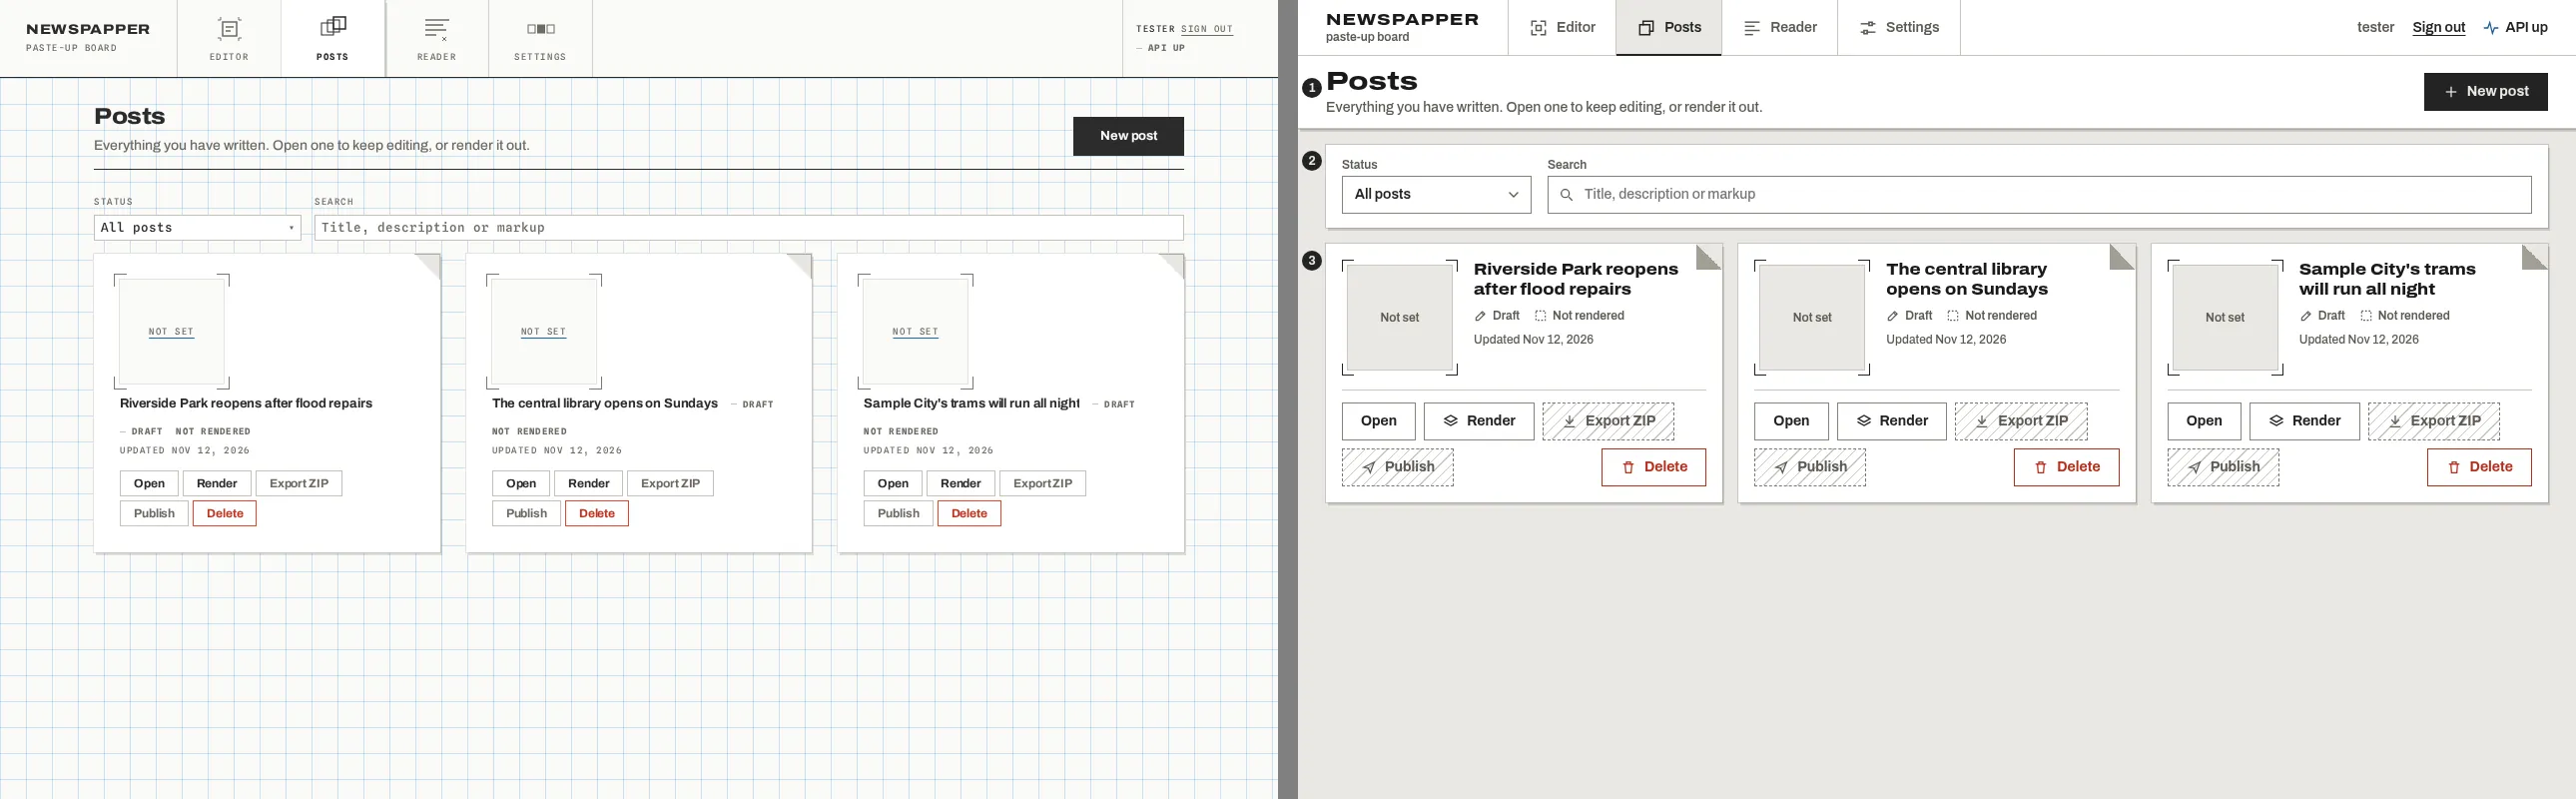 NEWSPAPPER
PASTE-UP BOARD
EDITOR
POSTS
READER
SETTINGS
TESTER SIGN OUT
— API UP
Posts
Everything you have written. Open one to keep editing, or render it out.
New post
STATUS
SEARCH
All posts
Title, description or markup
NOT SET
Riverside Park reopens after flood repairs
— DRAFT NOT RENDERED
UPDATED NOV 12, 2026
Open
Render
Export ZIP
Publish
Delete
NOT SET
The central library opens on Sundays — DRAFT
NOT RENDERED
UPDATED NOV 12, 2026
Open
Render
Export ZIP
Publish
Delete
NOT SET
Sample City's trams will run all night — DRAFT
NOT RENDERED
UPDATED NOV 12, 2026
Open
Render
Export ZIP
Publish
Delete
NEWSPAPPER
paste-up board
Editor
Posts
Reader
Settings
tester
Sign out
API up
1
Posts
Everything you have written. Open one to keep editing, or render it out.
+ New post
2
Status
Search
All posts
Title, description or markup
3
Not set
Riverside Park reopens
after flood repairs
Draft
Not rendered
Updated Nov 12, 2026
Open
Render
Export ZIP
Publish
Delete
Not set
The central library
opens on Sundays
Draft
Not rendered
Updated Nov 12, 2026
Open
Render
Export ZIP
Publish
Delete
Not set
Sample City's trams
will run all night
Draft
Not rendered
Updated Nov 12, 2026
Open
Render
Export ZIP
Publish
Delete